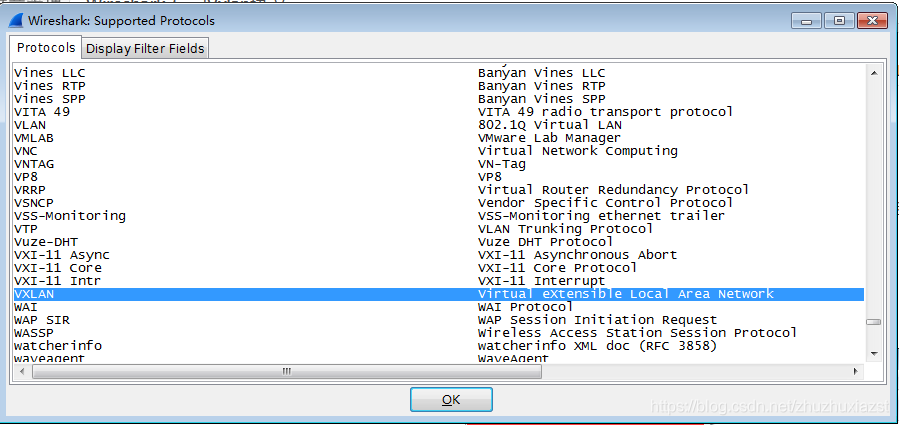 Wireshark: Supported Protocols
Protocols Display Filter Fields
Vines LLC Banyan Vines LLC
Vines RTP Banyan Vines RTP
Vines SPP Banyan Vines SPP
VITA 49 VITA 49 radio transport protocol
VLAN 802.1Q Virtual LAN
VMLAB VMware Lab Manager
VNC Virtual Network Computing
VNTAG VN-Tag
VP8 VP8
VRRP Virtual Router Redundancy Protocol
VSNCP Vendor Specific Control Protocol
VSS-Monitoring VSS-Monitoring ethernet trailer
VTP VLAN Trunking Protocol
Vuze-DHT Vuze DHT Protocol
VXI-11 Async VXI-11 Asynchronous Abort
VXI-11 Core VXI-11 Core Protocol
VXI-11 Intr VXI-11 Interrupt
VXLAN Virtual eXtensible Local Area Network
WAI WAI Protocol
WAP SIR WAP Session Initiation Request
WASSP Wireless Access Station Session Protocol
watcherinfo watcherinfo XML doc (RFC 3858)
waveagent WaveAgent
OK
https://blog.csdn.net/zhuzhuxiazst